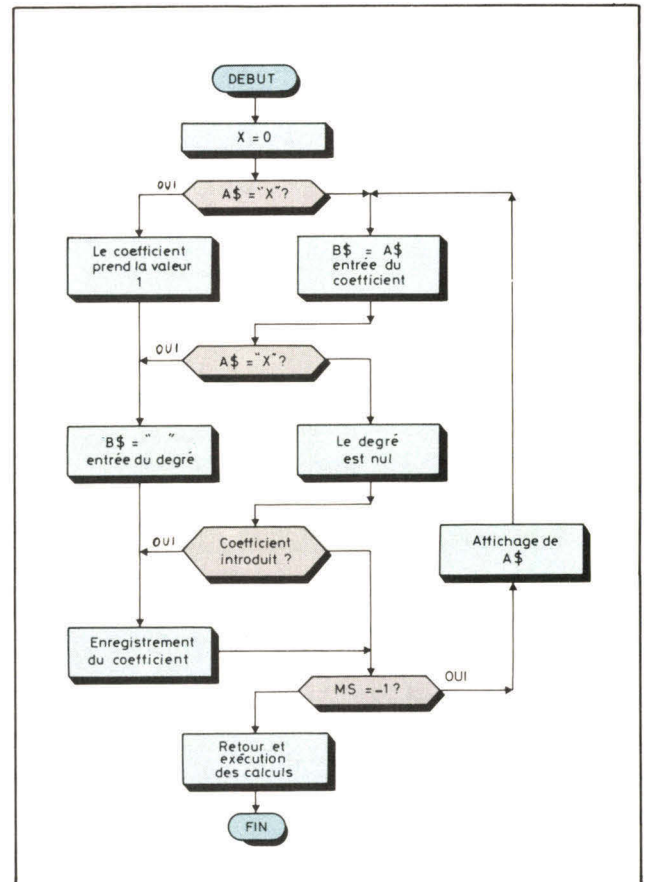 DEBUT
X = 0
OUI
A$ = "X"?
Le coefficient
prend la valeur
1
B$ = A$
entrée du
coefficient
OUI
A$ = "X"?
B$ = " "
entrée du degré
Le degré
est nul
OUI
Coefficient
introduit ?
Affichage de
A$
Enregistrement
du coefficient
MS = -1 ?
OUI
Retour et
exécution
des calculs
FIN